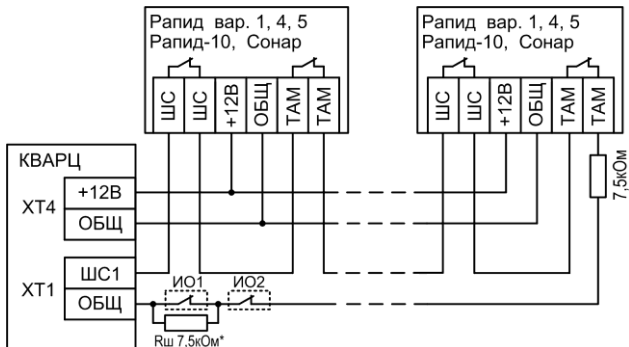 Рапид вар. 1, 4, 5
Рапид-10, Сонар
ШС
ШС
+12В
ОБЩ
ТАМ
ТАМ
Рапид вар. 1, 4, 5
Рапид-10, Сонар
ШС
ШС
+12В
ОБЩ
ТАМ
ТАМ
7,5кОм
КВАРЦ
ХТ4
+12В
ОБЩ
ХТ1
ШС1
ОБЩ
ИО1
ИО2
Rш 7,5кОм*